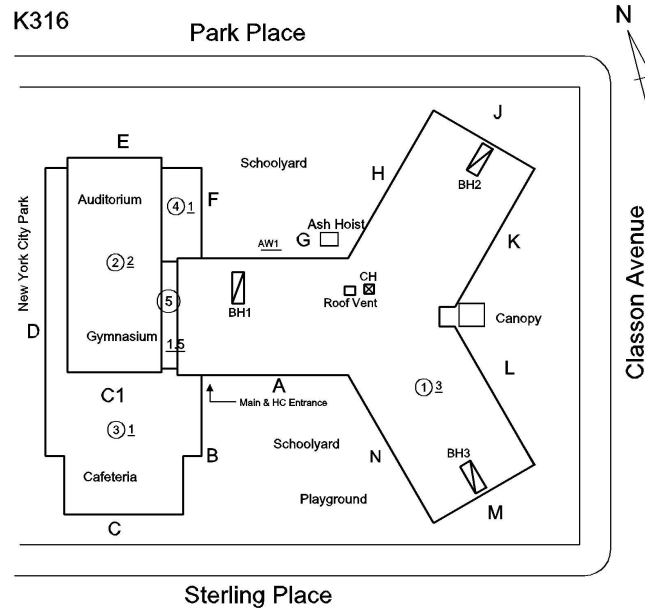 K316
N
Park Place
J
E
Schoolyard
H
BH2
Auditorium
4 1
F
Ash Hoist
New York City Park
AW1
G
K
2 2
CH
5
Roof Vent
BH1
Canopy
D
Gymnasium
1.5
Classon Avenue
L
C1
A
1 3
Main & HC Entrance
3 1
Schoolyard
B
N
BH3
Cafeteria
Playground
M
C
Sterling Place